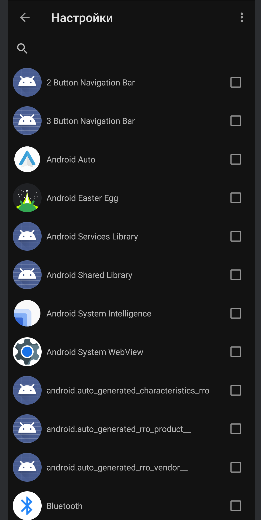 Настройки
2 Button Navigation Bar
3 Button Navigation Bar
Android Auto
Android Easter Egg
Android Services Library
Android Shared Library
Android System Intelligence
Android System WebView
android.auto_generated_characteristics_rro
android.auto_generated_rro_product__
android.auto_generated_rro_vendor__
Bluetooth